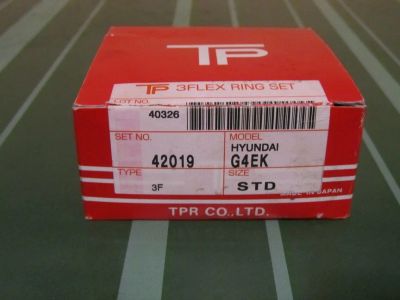 TP
TP 3FLEX RING SET
LIST NO.
40326
SET NO.
MODEL
HYUNDAI
42019
G4EK
TYPE
SIZE
3F
STD
MADE IN JAPAN
TPR CO.,LTD.